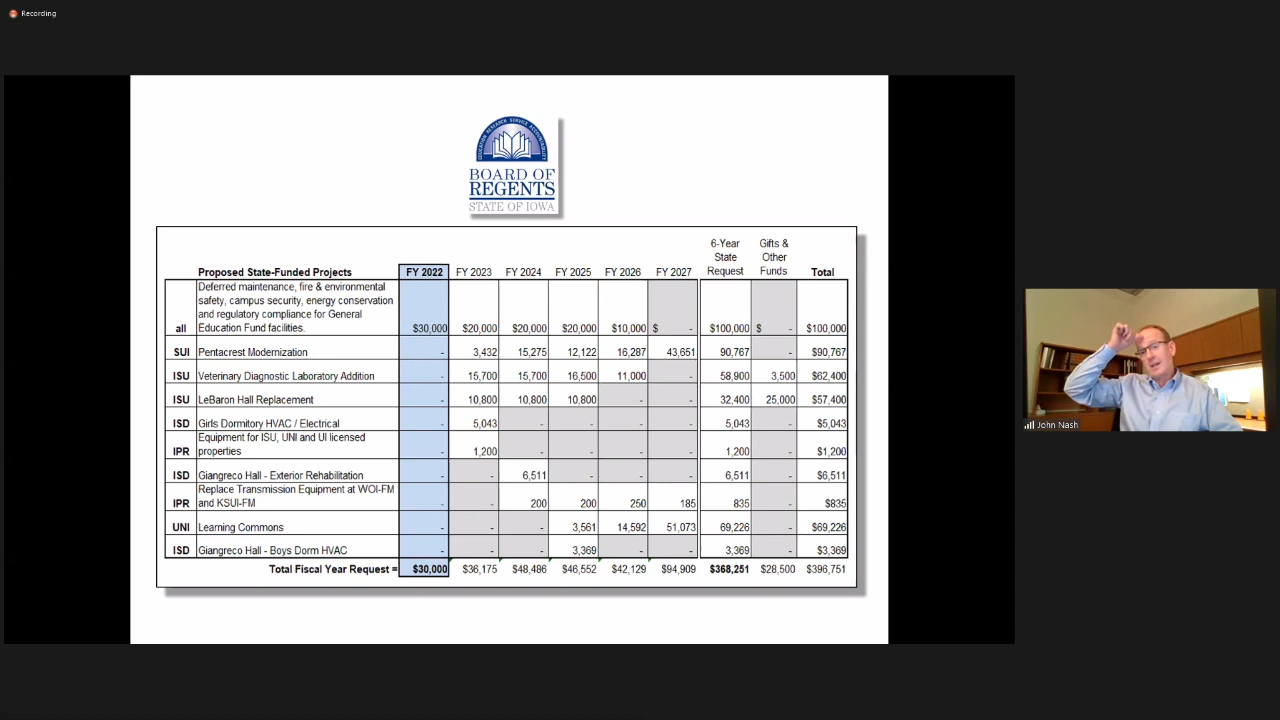 Recording
EDUCATION RESEARCH SERVICE ACCOUNTABILITY
BOARD OF
REGENTS
STATE OF IOWA
6-Year Gifts &
State Other
Proposed State-Funded Projects FY 2022 FY 2023 FY 2024 FY 2025 FY 2026 FY 2027 Request Funds Total
Deferred maintenance, fire & environmental
safety, campus security, energy conservation
and regulatory compliance for General
all Education Fund facilities. $30,000 $20,000 $20,000 $20,000 $10,000 $ - $100,000 $ - $100,000
SUI Pentacrest Modernization - 3,432 15,275 12,122 16,287 43,651 90,767 - $90,767
ISU Veterinary Diagnostic Laboratory Addition - 15,700 15,700 16,500 11,000 - 58,900 3,500 $62,400
ISU LeBaron Hall Replacement - 10,800 10,800 10,800 - - 32,400 25,000 $57,400
ISD Girls Dormitory HVAC / Electrical - 5,043 - - - - 5,043 - $5,043
Equipment for ISU, UNI and UI licensed
IPR properties - 1,200 - - - - 1,200 - $1,200
ISD Giangreco Hall - Exterior Rehabilitation - - 6,511 - - - 6,511 - $6,511
Replace Transmission Equipment at WOI-FM
IPR and KSUI-FM - - 200 200 250 185 835 - $835
UNI Learning Commons - - - 3,561 14,592 51,073 69,226 - $69,226
ISD Giangreco Hall - Boys Dorm HVAC - - - 3,369 - - 3,369 - $3,369
Total Fiscal Year Request = $30,000 $36,175 $48,486 $46,552 $42,129 $94,909 $368,251 $28,500 $396,751
John Nash